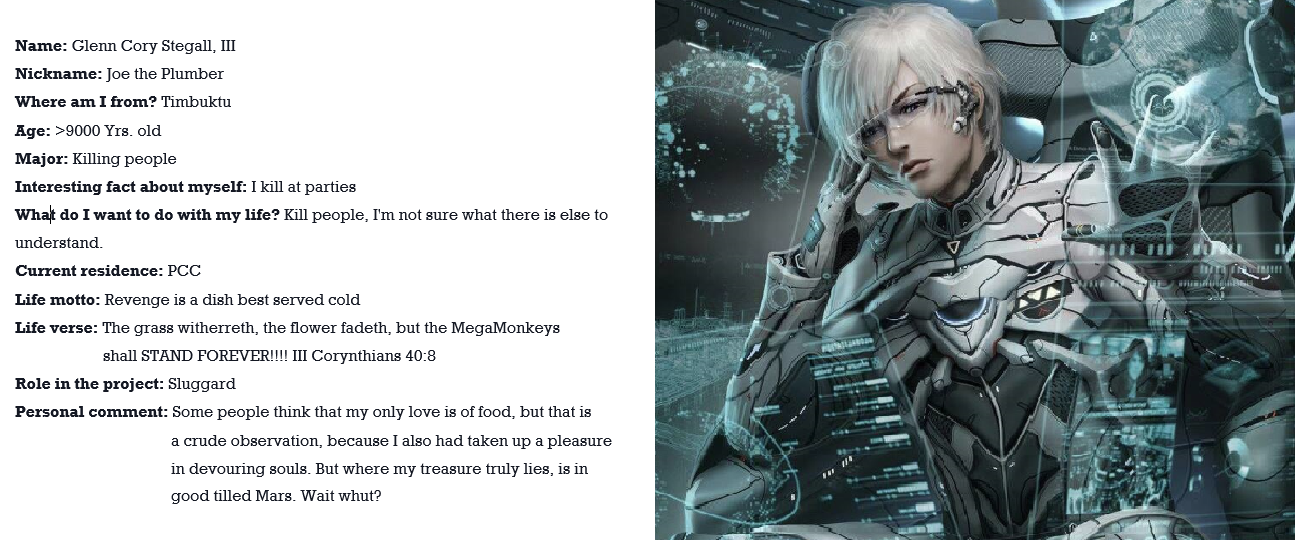 Name: Glenn Cory Stegall, III
Nickname: Joe the Plumber
Where am I from? Timbuktu
Age: >9000 Yrs. old
Major: Killing people
Interesting fact about myself: I kill at parties
What do I want to do with my life? Kill people, I'm not sure what there is else to
understand.
Current residence: PCC
Life motto: Revenge is a dish best served cold
Life verse: The grass witherreth, the flower fadeth, but the MegaMonkeys
shall STAND FOREVER!!!! III Corynthians 40:8
Role in the project: Sluggard
Personal comment: Some people think that my only love is of food, but that is
a crude observation, because I also had taken up a pleasure
in devouring souls. But where my treasure truly lies, is in
good tilled Mars. Wait whut?